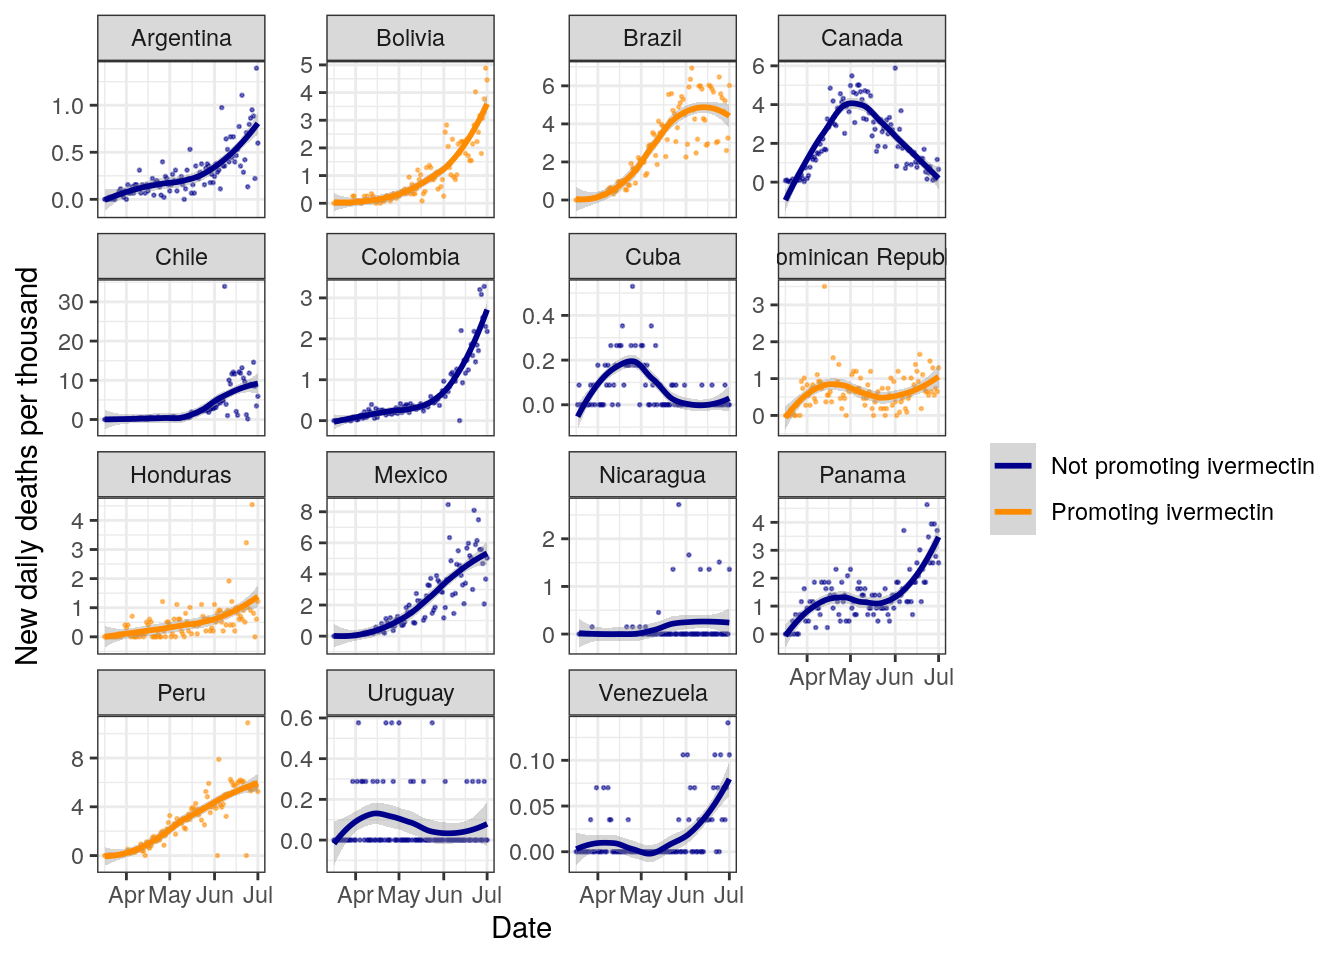 Argentina
Bolivia
Brazil
Canada
1.0
0.5
0.0
5
4
3
2
1
0
6
4
2
0
6
4
2
0
Chile
Colombia
Cuba
ominican Republ
30
20
10
0
3
2
1
0
0.4
0.2
0.0
3
2
1
0
Honduras
Mexico
Nicaragua
Panama
4
3
2
1
0
8
6
4
2
0
2
1
0
4
3
2
1
0
Apr May Jun Jul
Peru
Uruguay
Venezuela
8
4
0
0.6
0.4
0.2
0.0
0.10
0.05
0.00
Apr May Jun Jul
Apr May Jun Jul
Apr May Jun Jul
Date
New daily deaths per thousand
Not promoting ivermectin
Promoting ivermectin